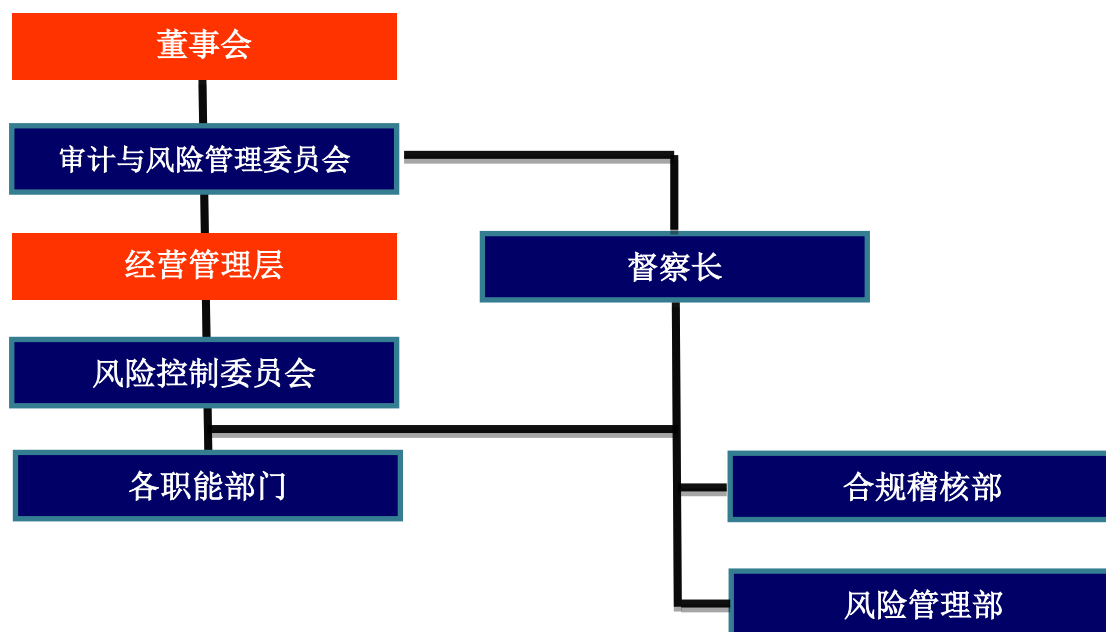 董事会
审计与风险管理委员会
经营管理层
督察长
风险控制委员会
各职能部门
合规稽核部
风险管理部